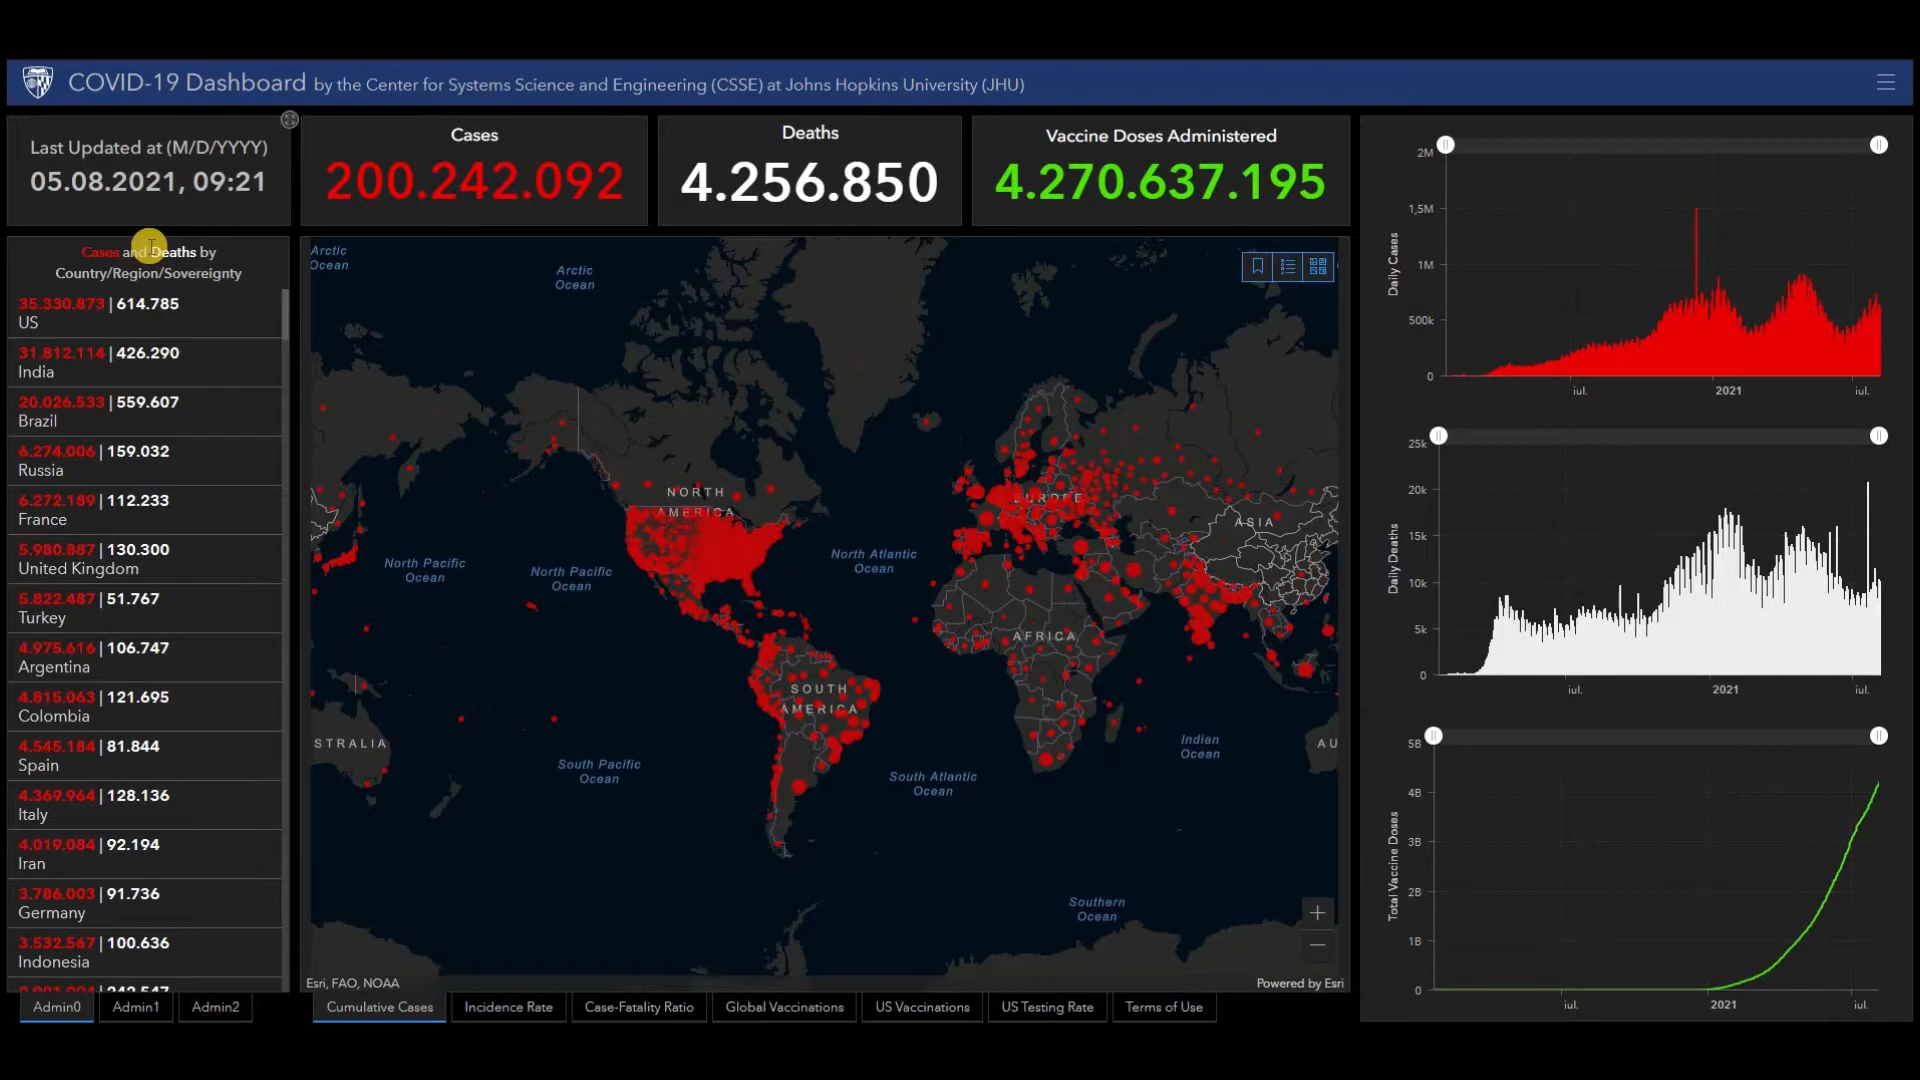 COVID-19 Dashboard by the Center for Systems Science and Engineering (CSSE) at Johns Hopkins University (JHU)
Last Updated at (M/D/YYYY)
05.08.2021, 09:21
Cases
200.242.092
Deaths
4.256.850
Vaccine Doses Administered
4.270.637.195
Cases and Deaths by
Country/Region/Sovereignty
35.330.873 | 614.785
US
31.812.114 | 426.290
India
20.026.533 | 559.607
Brazil
6.274.006 | 159.032
Russia
6.272.189 | 112.233
France
5.980.887 | 130.300
United Kingdom
5.822.487 | 51.767
Turkey
4.975.616 | 106.747
Argentina
4.815.063 | 121.695
Colombia
4.545.184 | 81.844
Spain
4.369.964 | 128.136
Italy
4.019.084 | 92.194
Iran
3.786.003 | 91.736
Germany
3.532.567 | 100.636
Indonesia
Admin0
Admin1
Admin2
Arctic
Ocean
Arctic
Ocean
NORTH
AMERICA
EUROPE
ASIA
North Pacific
Ocean
North Pacific
Ocean
North Atlantic
Ocean
AFRICA
SOUTH
AMERICA
STRALIA
South Pacific
Ocean
South Atlantic
Ocean
Indian
Ocean
AU
Southern
Ocean
+
−
Esri, FAO, NOAA
Powered by Esri
Cumulative Cases
Incidence Rate
Case-Fatality Ratio
Global Vaccinations
US Vaccinations
US Testing Rate
Terms of Use
Daily Cases
2M
1,5M
1M
500k
0
iul.
2021
iul.
Daily Deaths
25k
20k
15k
10k
5k
0
iul.
2021
iul.
Total Vaccine Doses
5B
4B
3B
2B
1B
0
iul.
2021
iul.